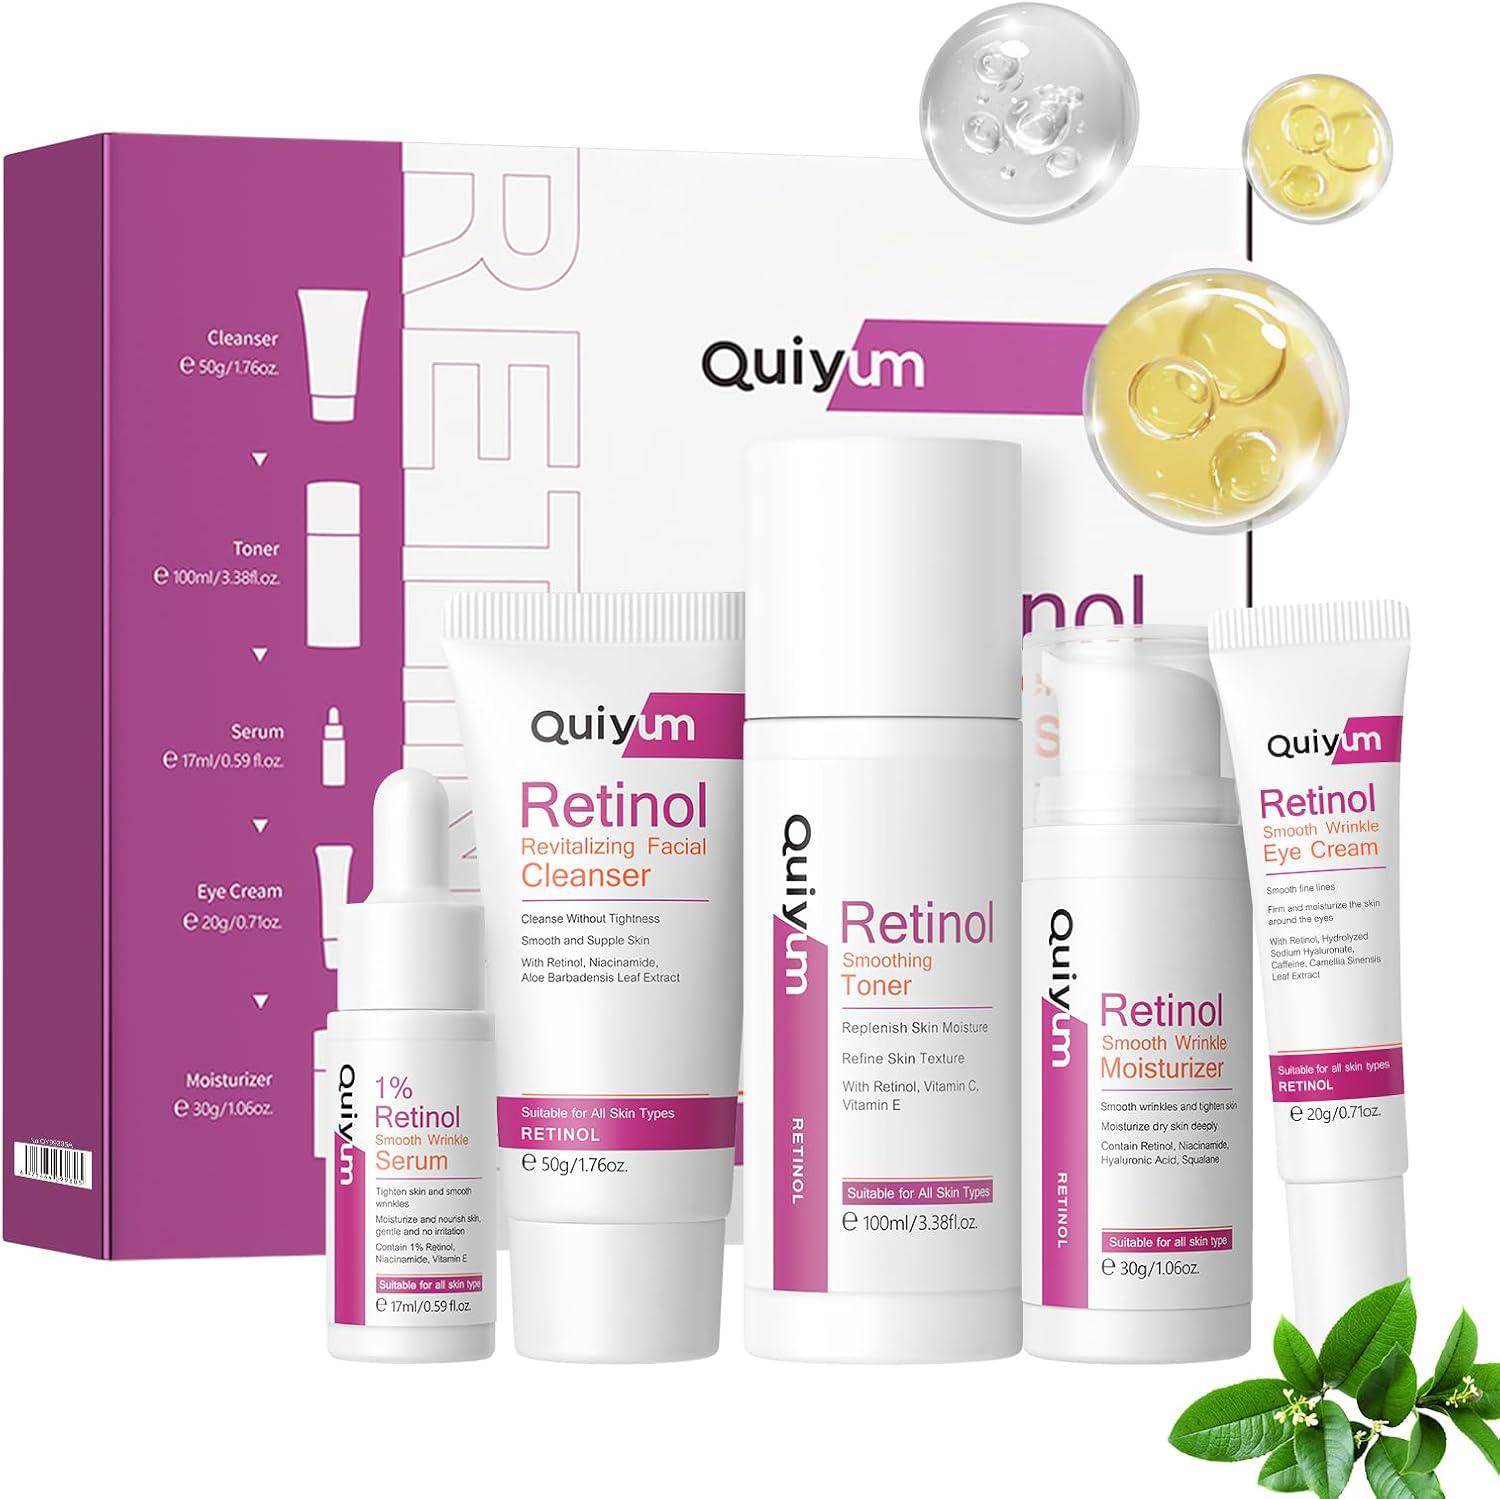 RETIN
Quiyum
nol
Cleanser
℮ 50g/1.76oz.
Toner
℮ 100ml/3.38fl.oz.
Serum
℮ 17ml/0.59 fl.oz.
Eye Cream
℮ 20g/0.71oz.
Moisturizer
℮ 30g/1.06oz.
Quiyum
1%
Retinol
Smooth Wrinkle
Serum
Tighten skin and smooth
wrinkles
Moisturize and nourish skin,
gentle and no irritation
Contain 1% Retinol,
Niacinamide, Vitamin E
Suitable for all skin type
℮ 17ml/0.59 fl.oz.
Quiyum
Retinol
Revitalizing Facial
Cleanser
Cleanse Without Tightness
Smooth and Supple Skin
With Retinol, Niacinamide,
Aloe Barbadensis Leaf Extract
Suitable for All Skin Types
RETINOL
℮ 50g/1.76oz.
Quiyum
RETINOL
Retinol
Smoothing
Toner
Replenish Skin Moisture
Refine Skin Texture
With Retinol, Vitamin C,
Vitamin E
Suitable for All Skin Types
℮ 100ml/3.38fl.oz.
Quiyum
RETINOL
Retinol
Smooth Wrinkle
Moisturizer
Smooth wrinkles and tighten skin
Moisturize dry skin deeply
Contain Retinol, Niacinamide,
Hyaluronic Acid, Squalane
Suitable for all skin type
℮ 30g/1.06oz.
Quiyum
Retinol
Smooth Wrinkle
Eye Cream
Smooth fine lines
Firm and moisturize the skin
around the eyes
With Retinol, Hydrolyzed
Sodium Hyaluronate,
Caffeine, Camellia Sinensis
Leaf Extract
Suitable for all skin types
RETINOL
℮ 20g/0.71oz.